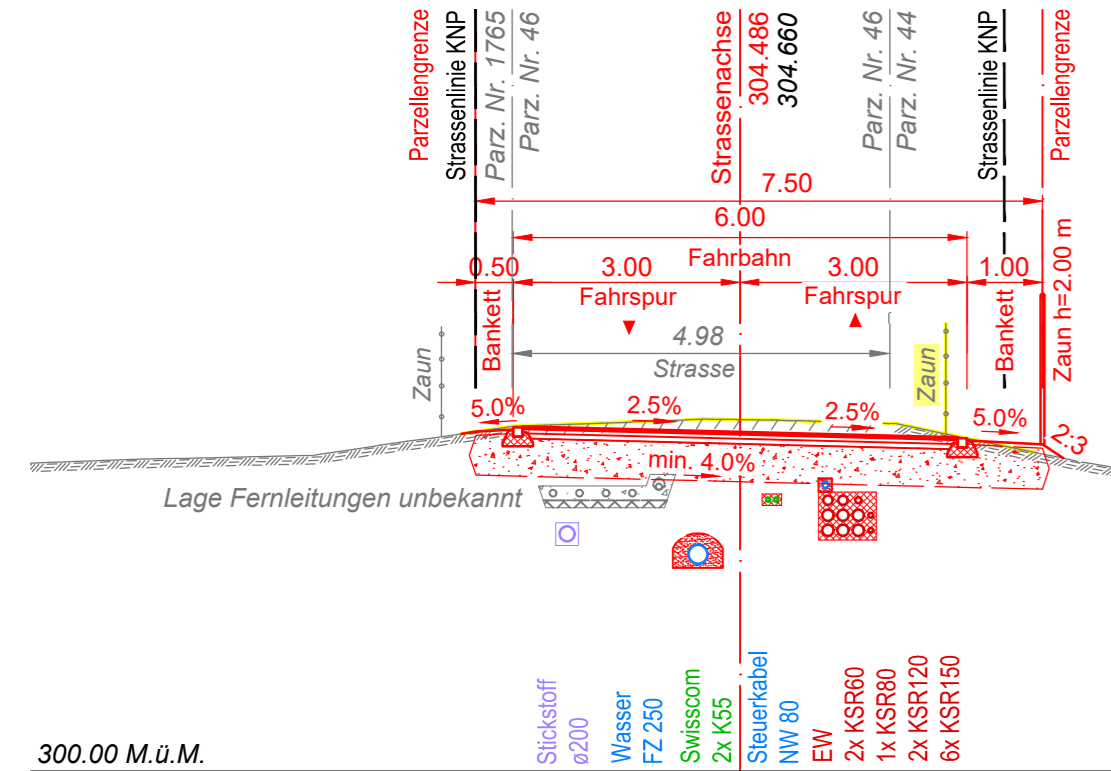 Parzellengrenze
Strassenlinie KNP
Parz. Nr. 1765
Parz. Nr. 46
Strassenachse
304.486
304.660
Parz. Nr. 46
Parz. Nr. 44
Strassenlinie KNP
Parzellengrenze
7.50
6.00
Fahrbahn
0.50
3.00
3.00
1.00
Bankett
Fahrspur
Fahrspur
Bankett
Zaun h=2.00 m
4.98
Strasse
Zaun
Zaun
5.0%
2.5%
2.5%
5.0%
2:3
min. 4.0%
Lage Fernleitungen unbekannt
Stickstoff
ø200
Wasser
FZ 250
Swisscom
2x K55
Steuerkabel
NW 80
EW
2x KSR60
1x KSR80
2x KSR120
6x KSR150
300.00 M.ü.M.